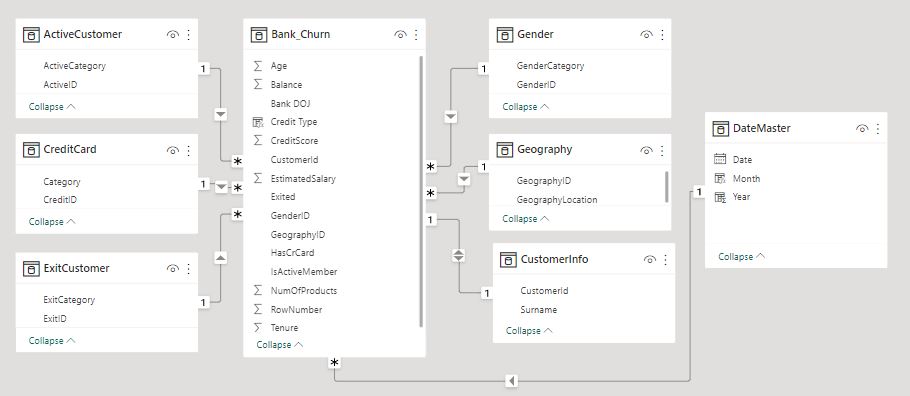 ActiveCustomer
ActiveCategory
ActiveID
Collapse
CreditCard
Category
CreditID
Collapse
ExitCustomer
ExitCategory
ExitID
Collapse
1
1
1
*
*
*
Bank_Churn
Age
Balance
Bank DOJ
Credit Type
CreditScore
CustomerId
EstimatedSalary
Exited
GenderID
GeographyID
HasCrCard
IsActiveMember
NumOfProducts
RowNumber
Tenure
Collapse
*
*
1
*
1
1
1
Gender
GenderCategory
GenderID
Collapse
Geography
GeographyID
GeographyLocation
Collapse
CustomerInfo
CustomerId
Surname
Collapse
1
DateMaster
Date
Month
Year
Collapse